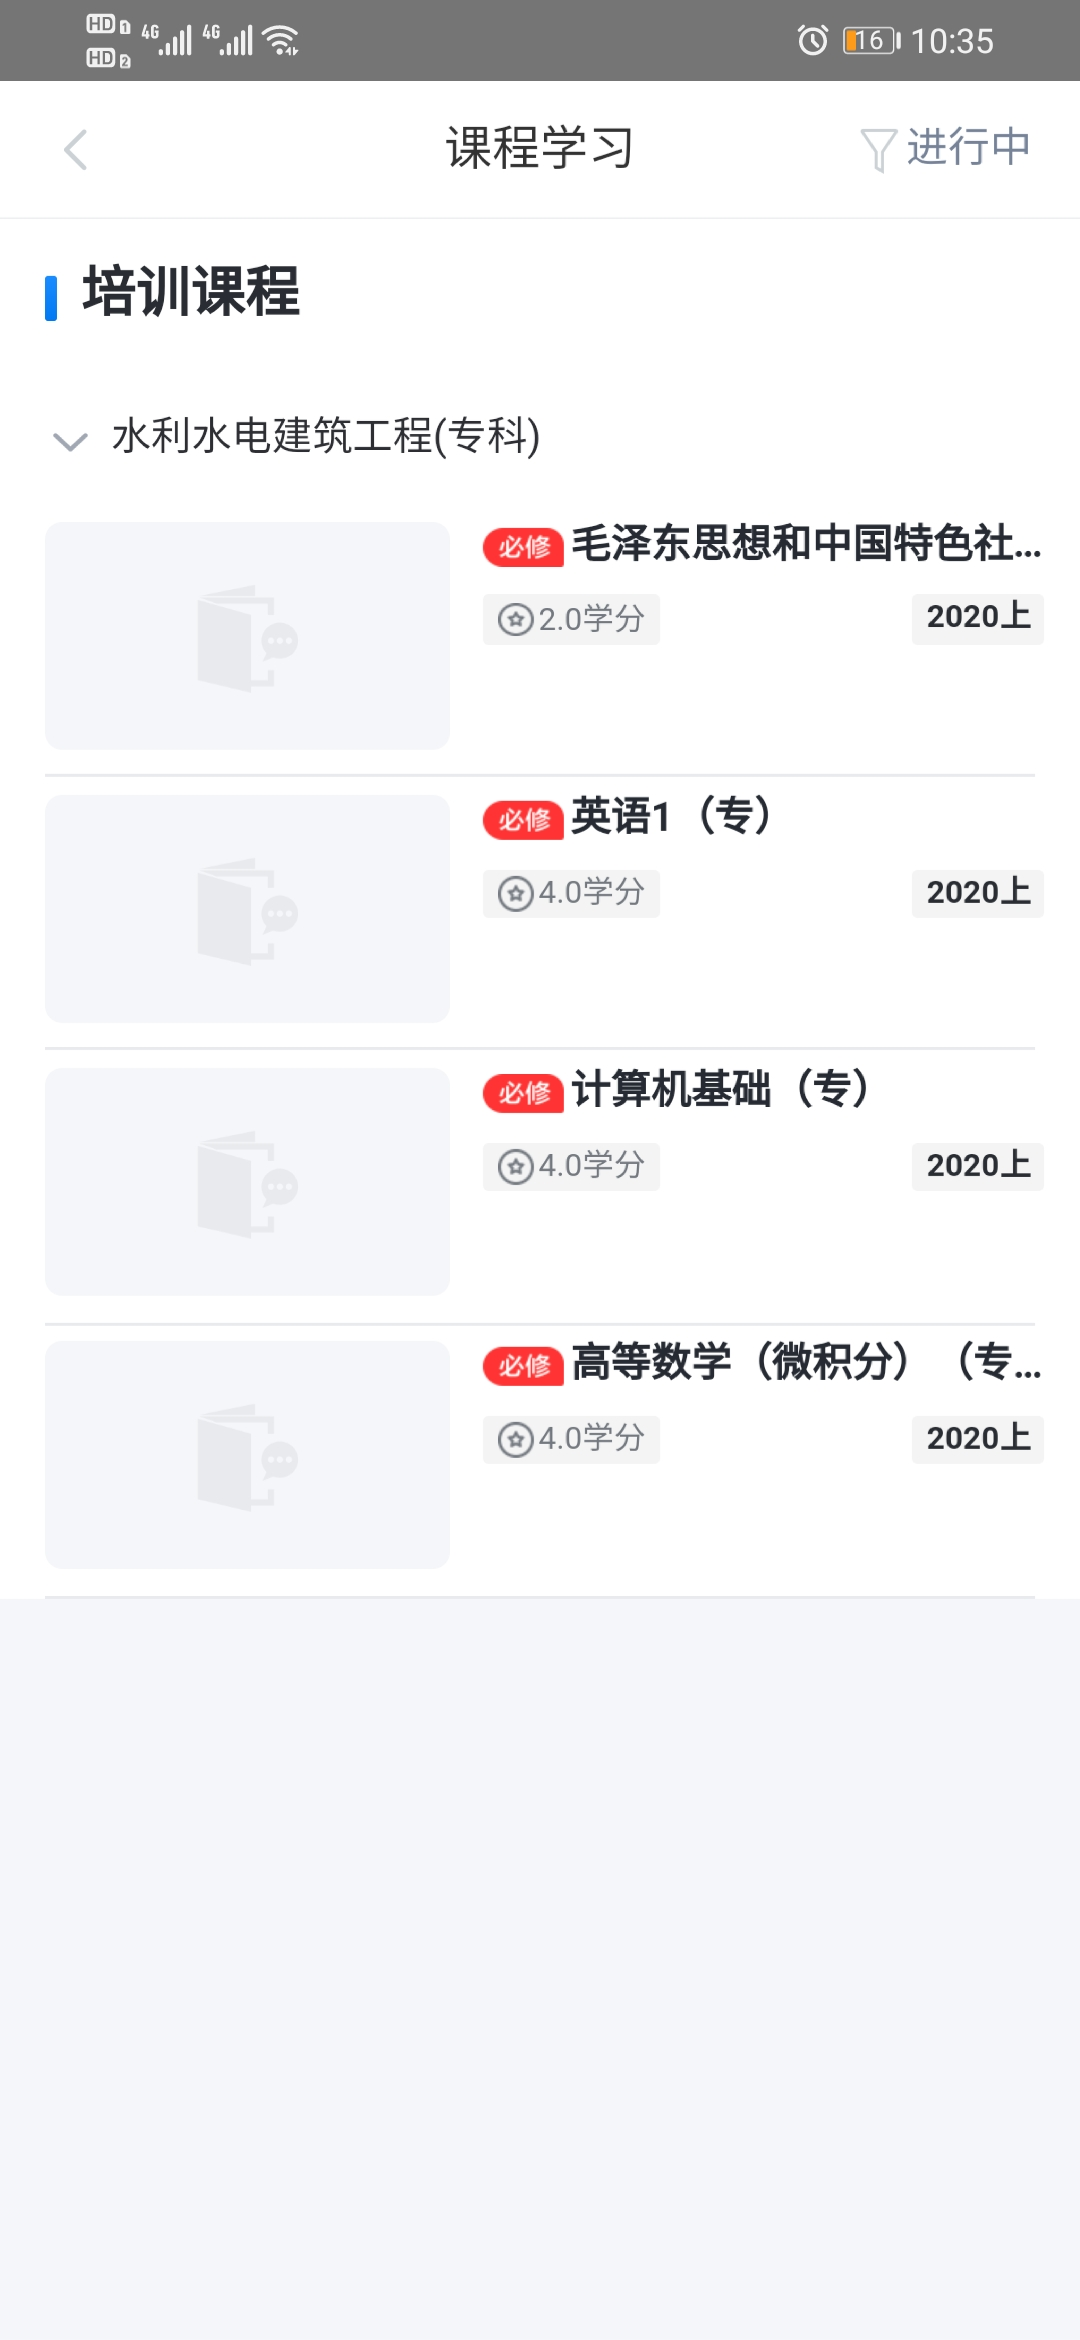 HD 1 4G 4G 16 10:35
HD 2
课程学习 进行中
培训课程
水利水电建筑工程(专科)
必修 毛泽东思想和中国特色社...
2.0学分 2020上
必修 英语1（专）
4.0学分 2020上
必修 计算机基础（专）
4.0学分 2020上
必修 高等数学（微积分）（专...
4.0学分 2020上